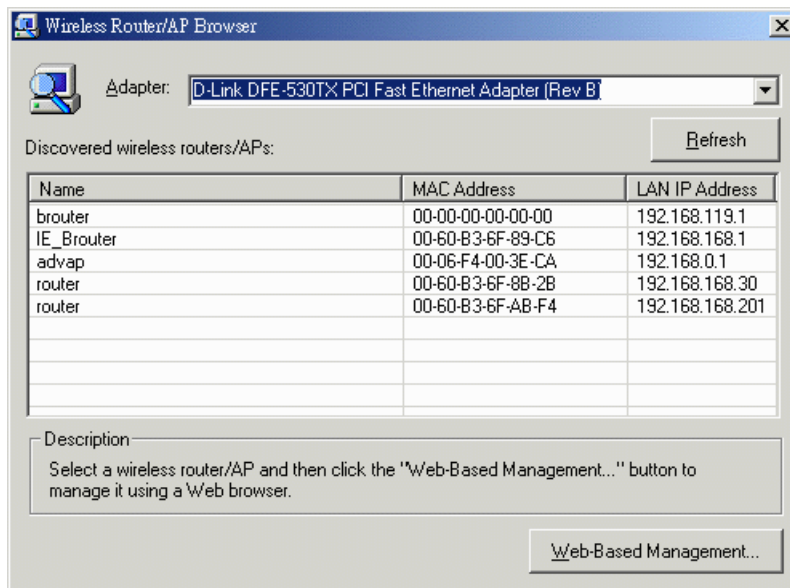 Wireless Router/AP Browser
Adapter: D-Link DFE-530TX PCI Fast Ethernet Adapter (Rev B)
Refresh
Discovered wireless routers/APs:
Name MAC Address LAN IP Address
brouter 00-00-00-00-00-00 192.168.119.1
IE_Brouter 00-60-B3-6F-89-C6 192.168.168.1
advap 00-06-F4-00-3E-CA 192.168.0.1
router 00-60-B3-6F-8B-2B 192.168.168.30
router 00-60-B3-6F-AB-F4 192.168.168.201
Description
Select a wireless router/AP and then click the "Web-Based Management..." button to
manage it using a Web browser.
Web-Based Management...